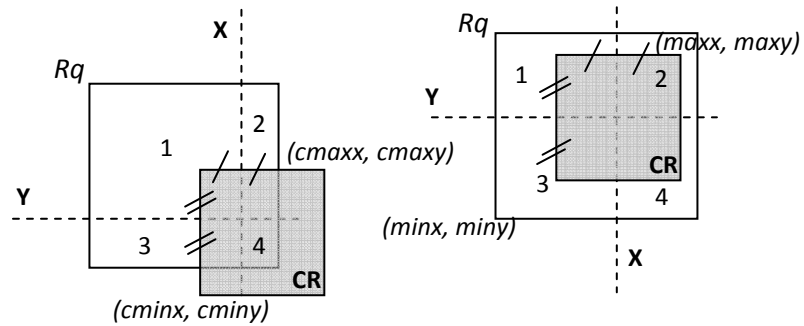 X
Rq
1
2
(cmaxx, cmaxy)
Y
3
4
CR
(cminx, cminy)
Rq
(maxx, maxy)
1
2
Y
CR
3
4
(minx, miny)
X